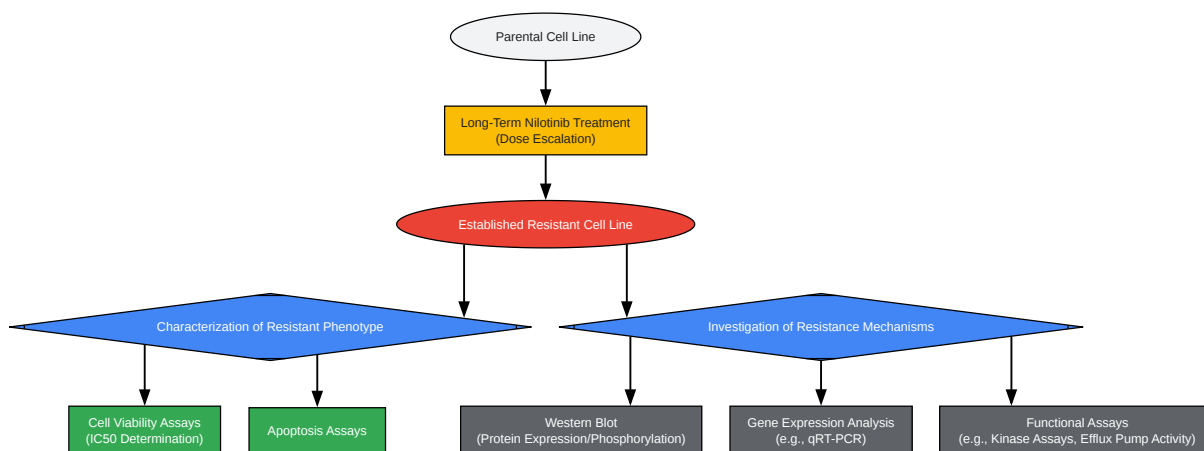 Parental Cell Line
Long-Term Nilotinib Treatment
(Dose Escalation)
Established Resistant Cell Line
Characterization of Resistant Phenotype
Investigation of Resistance Mechanisms
Cell Viability Assays
(IC50 Determination)
Apoptosis Assays
Western Blot
(Protein Expression/Phosphorylation)
Gene Expression Analysis
(e.g., qRT-PCR)
Functional Assays
(e.g., Kinase Assays, Efflux Pump Activity)